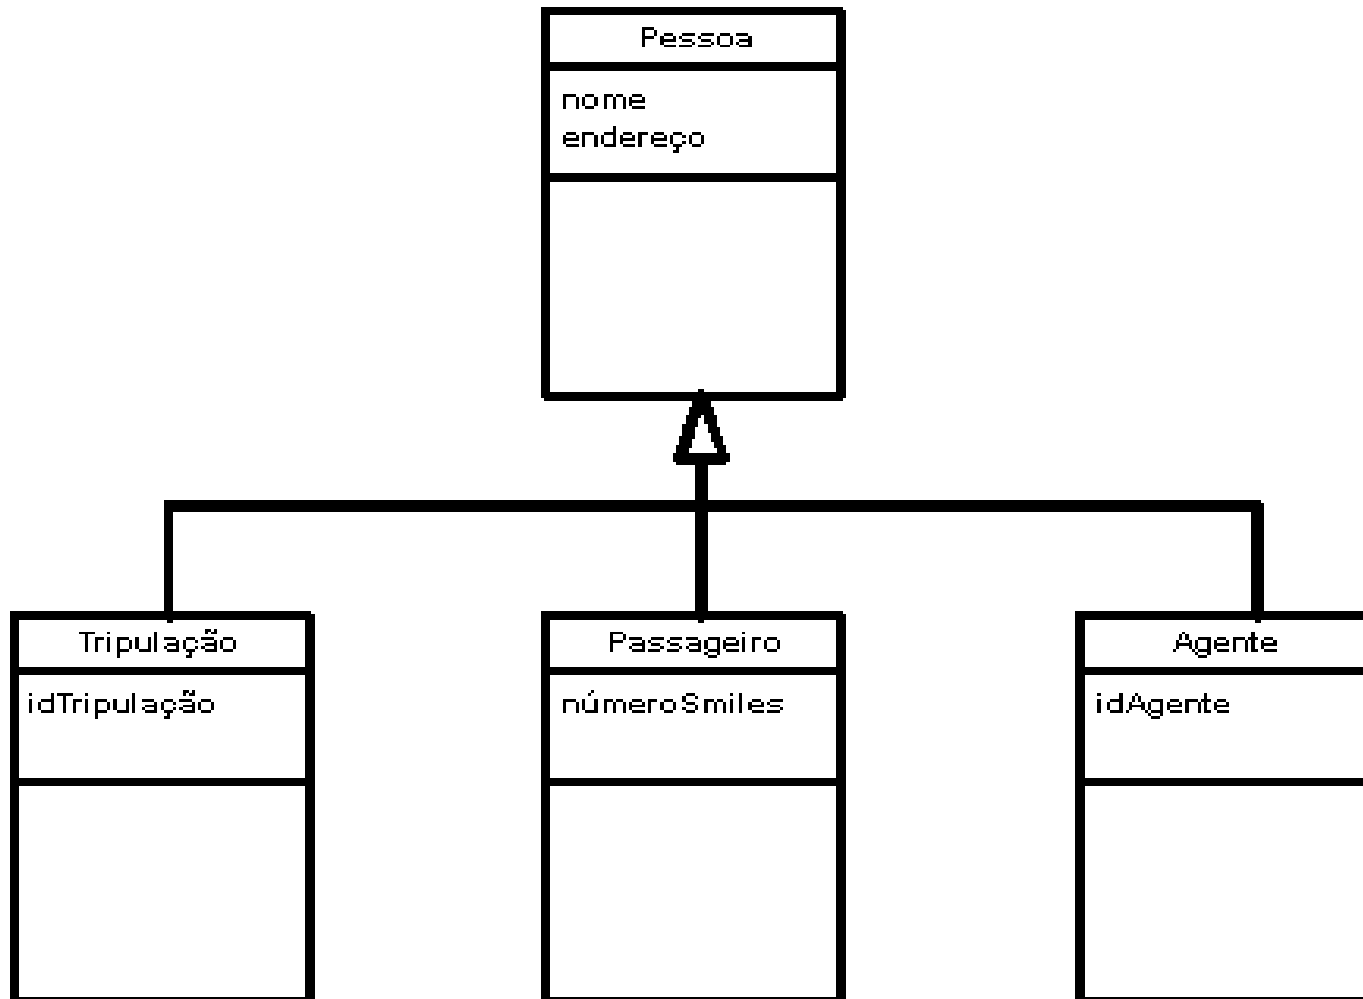 Pessoa
nome
endereço
Tripulação
idTripulação
Passageiro
númeroSmiles
Agente
idAgente